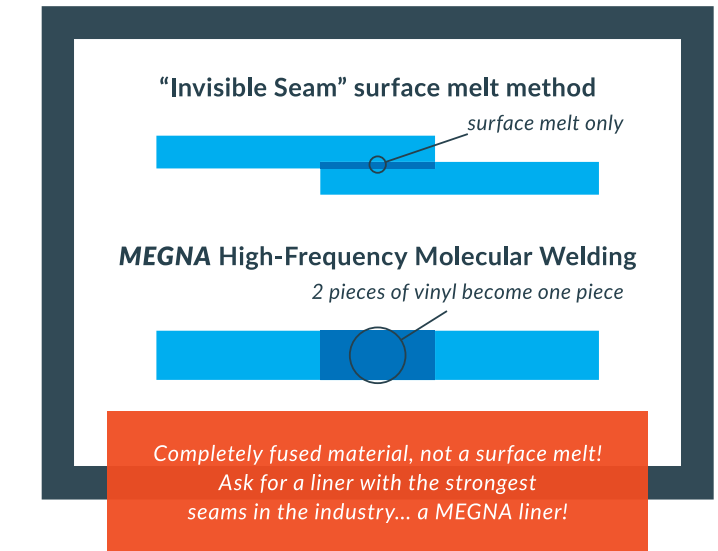 “Invisible Seam” surface melt method
surface melt only
MEGNA High-Frequency Molecular Welding
2 pieces of vinyl become one piece
Completely fused material, not a surface melt!
Ask for a liner with the strongest
seams in the industry... a MEGNA liner!